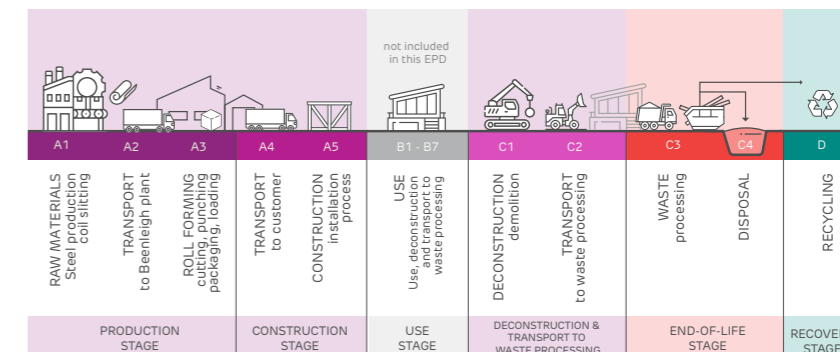 not included
in this EPD
A1
A2
A3
A4
A5
B1 - B7
C1
C2
C3
C4
D
RAW MATERIALS
Steel production
coil slitting
TRANSPORT
to Beenleigh plant
ROLL FORMING
cutting, punching
packaging, loading
TRANSPORT
to customer
CONSTRUCTION
installation
process
USE
Use, deconstruction
and transport to
waste processing
DECONSTRUCTION
demolition
TRANSPORT
to waste processing
WASTE
processing
DISPOSAL
RECYCLING
PRODUCTION
STAGE
CONSTRUCTION
STAGE
USE
STAGE
DECONSTRUCTION &
TRANSPORT TO
WASTE PROCESSING
END-OF-LIFE
STAGE
RECOVE
STAGE